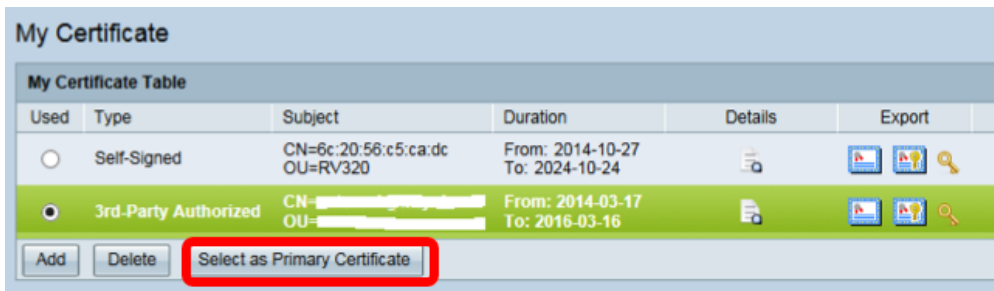 My Certificate
My Certificate Table
Used Type Subject Duration Details Export
Self-Signed CN=6c:20:56:c5:ca:dc From: 2014-10-27
OU=RV320 To: 2024-10-24
3rd-Party Authorized CN= From: 2014-03-17
OU= To: 2016-03-16
Add Delete Select as Primary Certificate